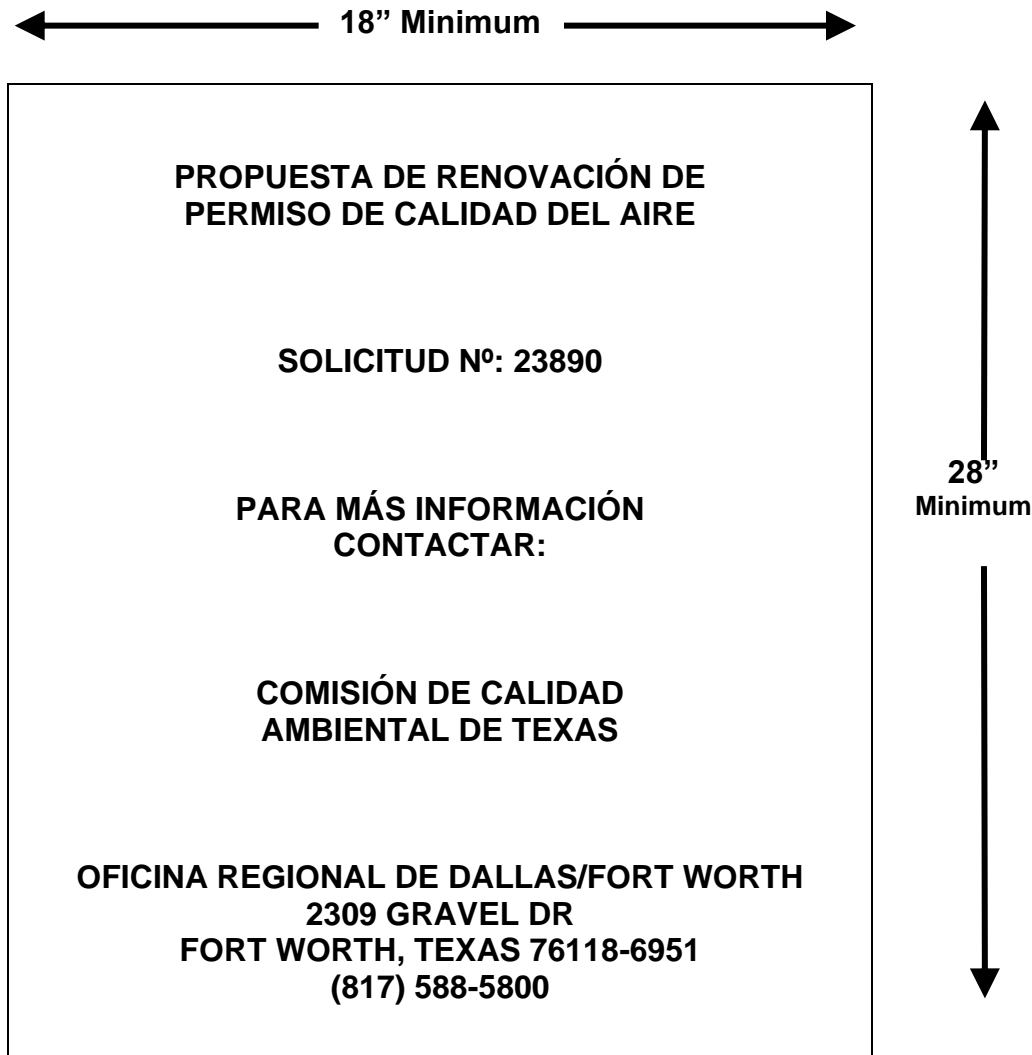 18” Minimum
PROPUESTA DE RENOVACIÓN DE
PERMISO DE CALIDAD DEL AIRE
SOLICITUD Nº: 23890
PARA MÁS INFORMACIÓN
CONTACTAR:
28”
Minimum
COMISIÓN DE CALIDAD
AMBIENTAL DE TEXAS
OFICINA REGIONAL DE DALLAS/FORT WORTH
2309 GRAVEL DR
FORT WORTH, TEXAS 76118-6951
(817) 588-5800